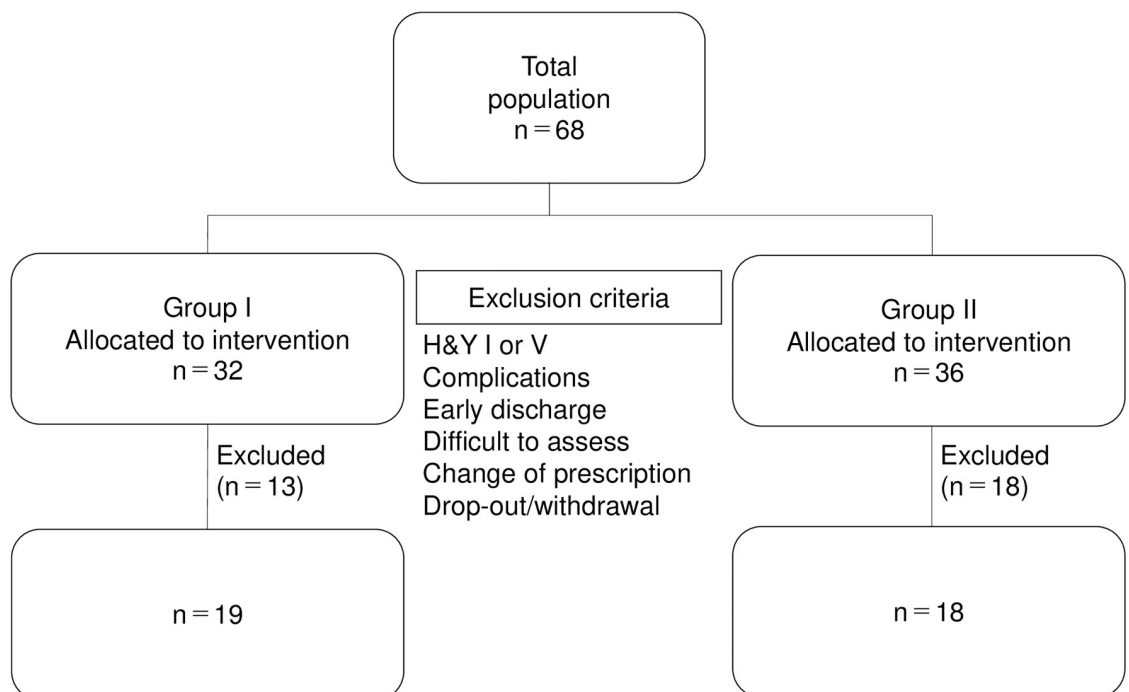 Total
population
n = 68
Group I
Allocated to intervention
n = 32
Exclusion criteria
H&Y I or V
Complications
Early discharge
Difficult to assess
Change of prescription
Drop-out/withdrawal
Group II
Allocated to intervention
n = 36
Excluded
(n = 13)
Excluded
(n = 18)
n = 19
n = 18